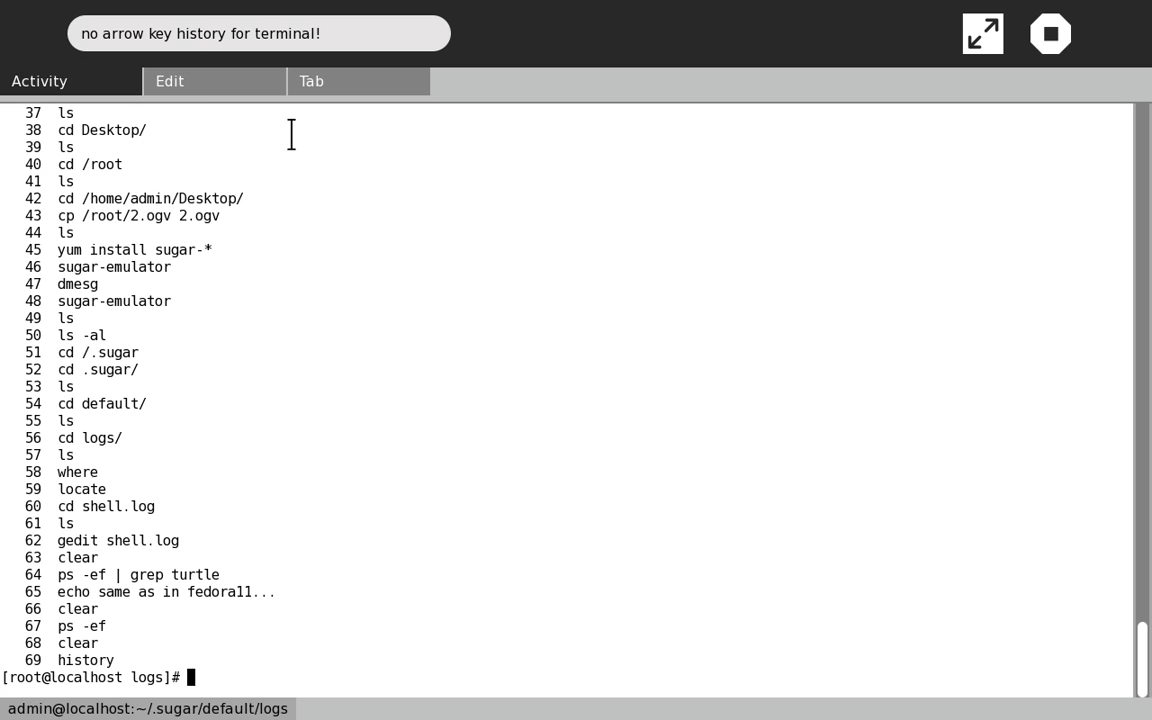 no arrow key history for terminal!
Activity
Edit
Tab
37 ls
38 cd Desktop/
39 ls
40 cd /root
41 ls
42 cd /home/admin/Desktop/
43 cp /root/2.ogv 2.ogv
44 ls
45 yum install sugar-*
46 sugar-emulator
47 dmesg
48 sugar-emulator
49 ls
50 ls -al
51 cd /.sugar
52 cd .sugar/
53 ls
54 cd default/
55 ls
56 cd logs/
57 ls
58 where
59 locate
60 cd shell.log
61 ls
62 gedit shell.log
63 clear
64 ps -ef | grep turtle
65 echo same as in fedora11...
66 clear
67 ps -ef
68 clear
69 history
[root@localhost logs]#
admin@localhost:~/.sugar/default/logs